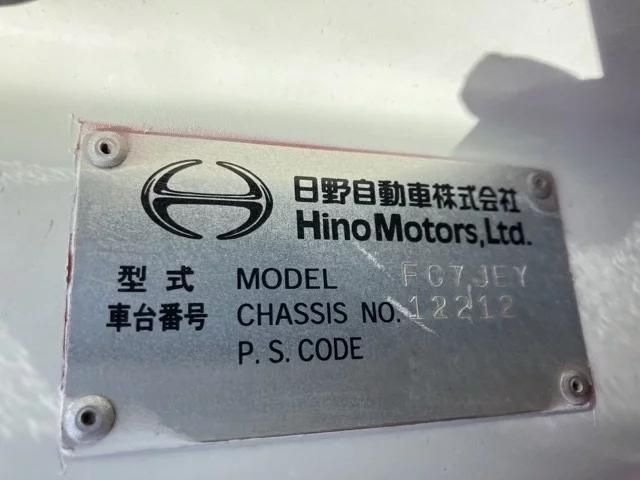 日野自動車株式会社
Hino Motors, Ltd.
型式 MODEL FC7JEY
車台番号 CHASSIS NO. 12212
P. S. CODE